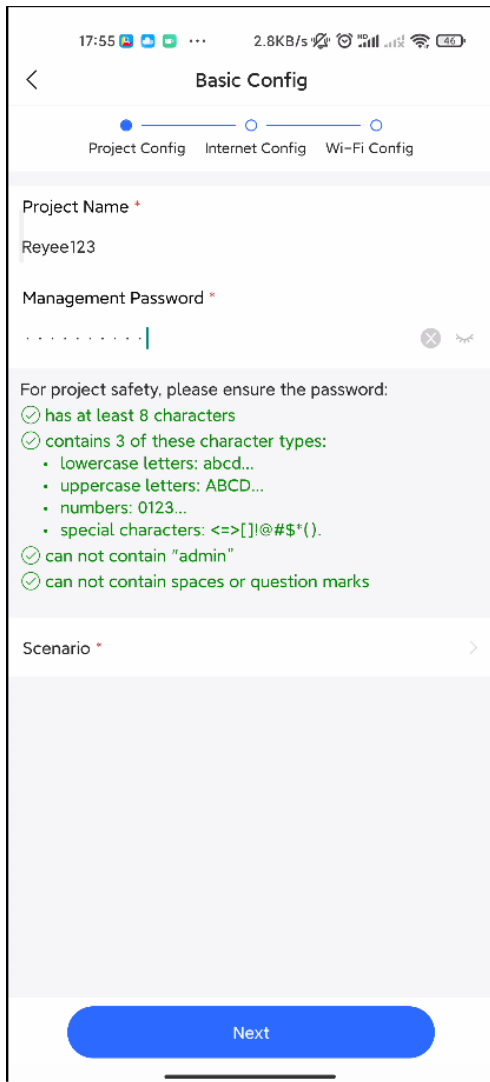 17:55 ··· 2.8KB/s HD 46
Basic Config
Project Config Internet Config Wi-Fi Config
Project Name *
Reyee123
Management Password *
··········
For project safety, please ensure the password:
has at least 8 characters
contains 3 of these character types:
• lowercase letters: abcd...
• uppercase letters: ABCD...
• numbers: 0123...
• special characters: <=>[]!@#$*().
can not contain “admin”
can not contain spaces or question marks
Scenario *
Next